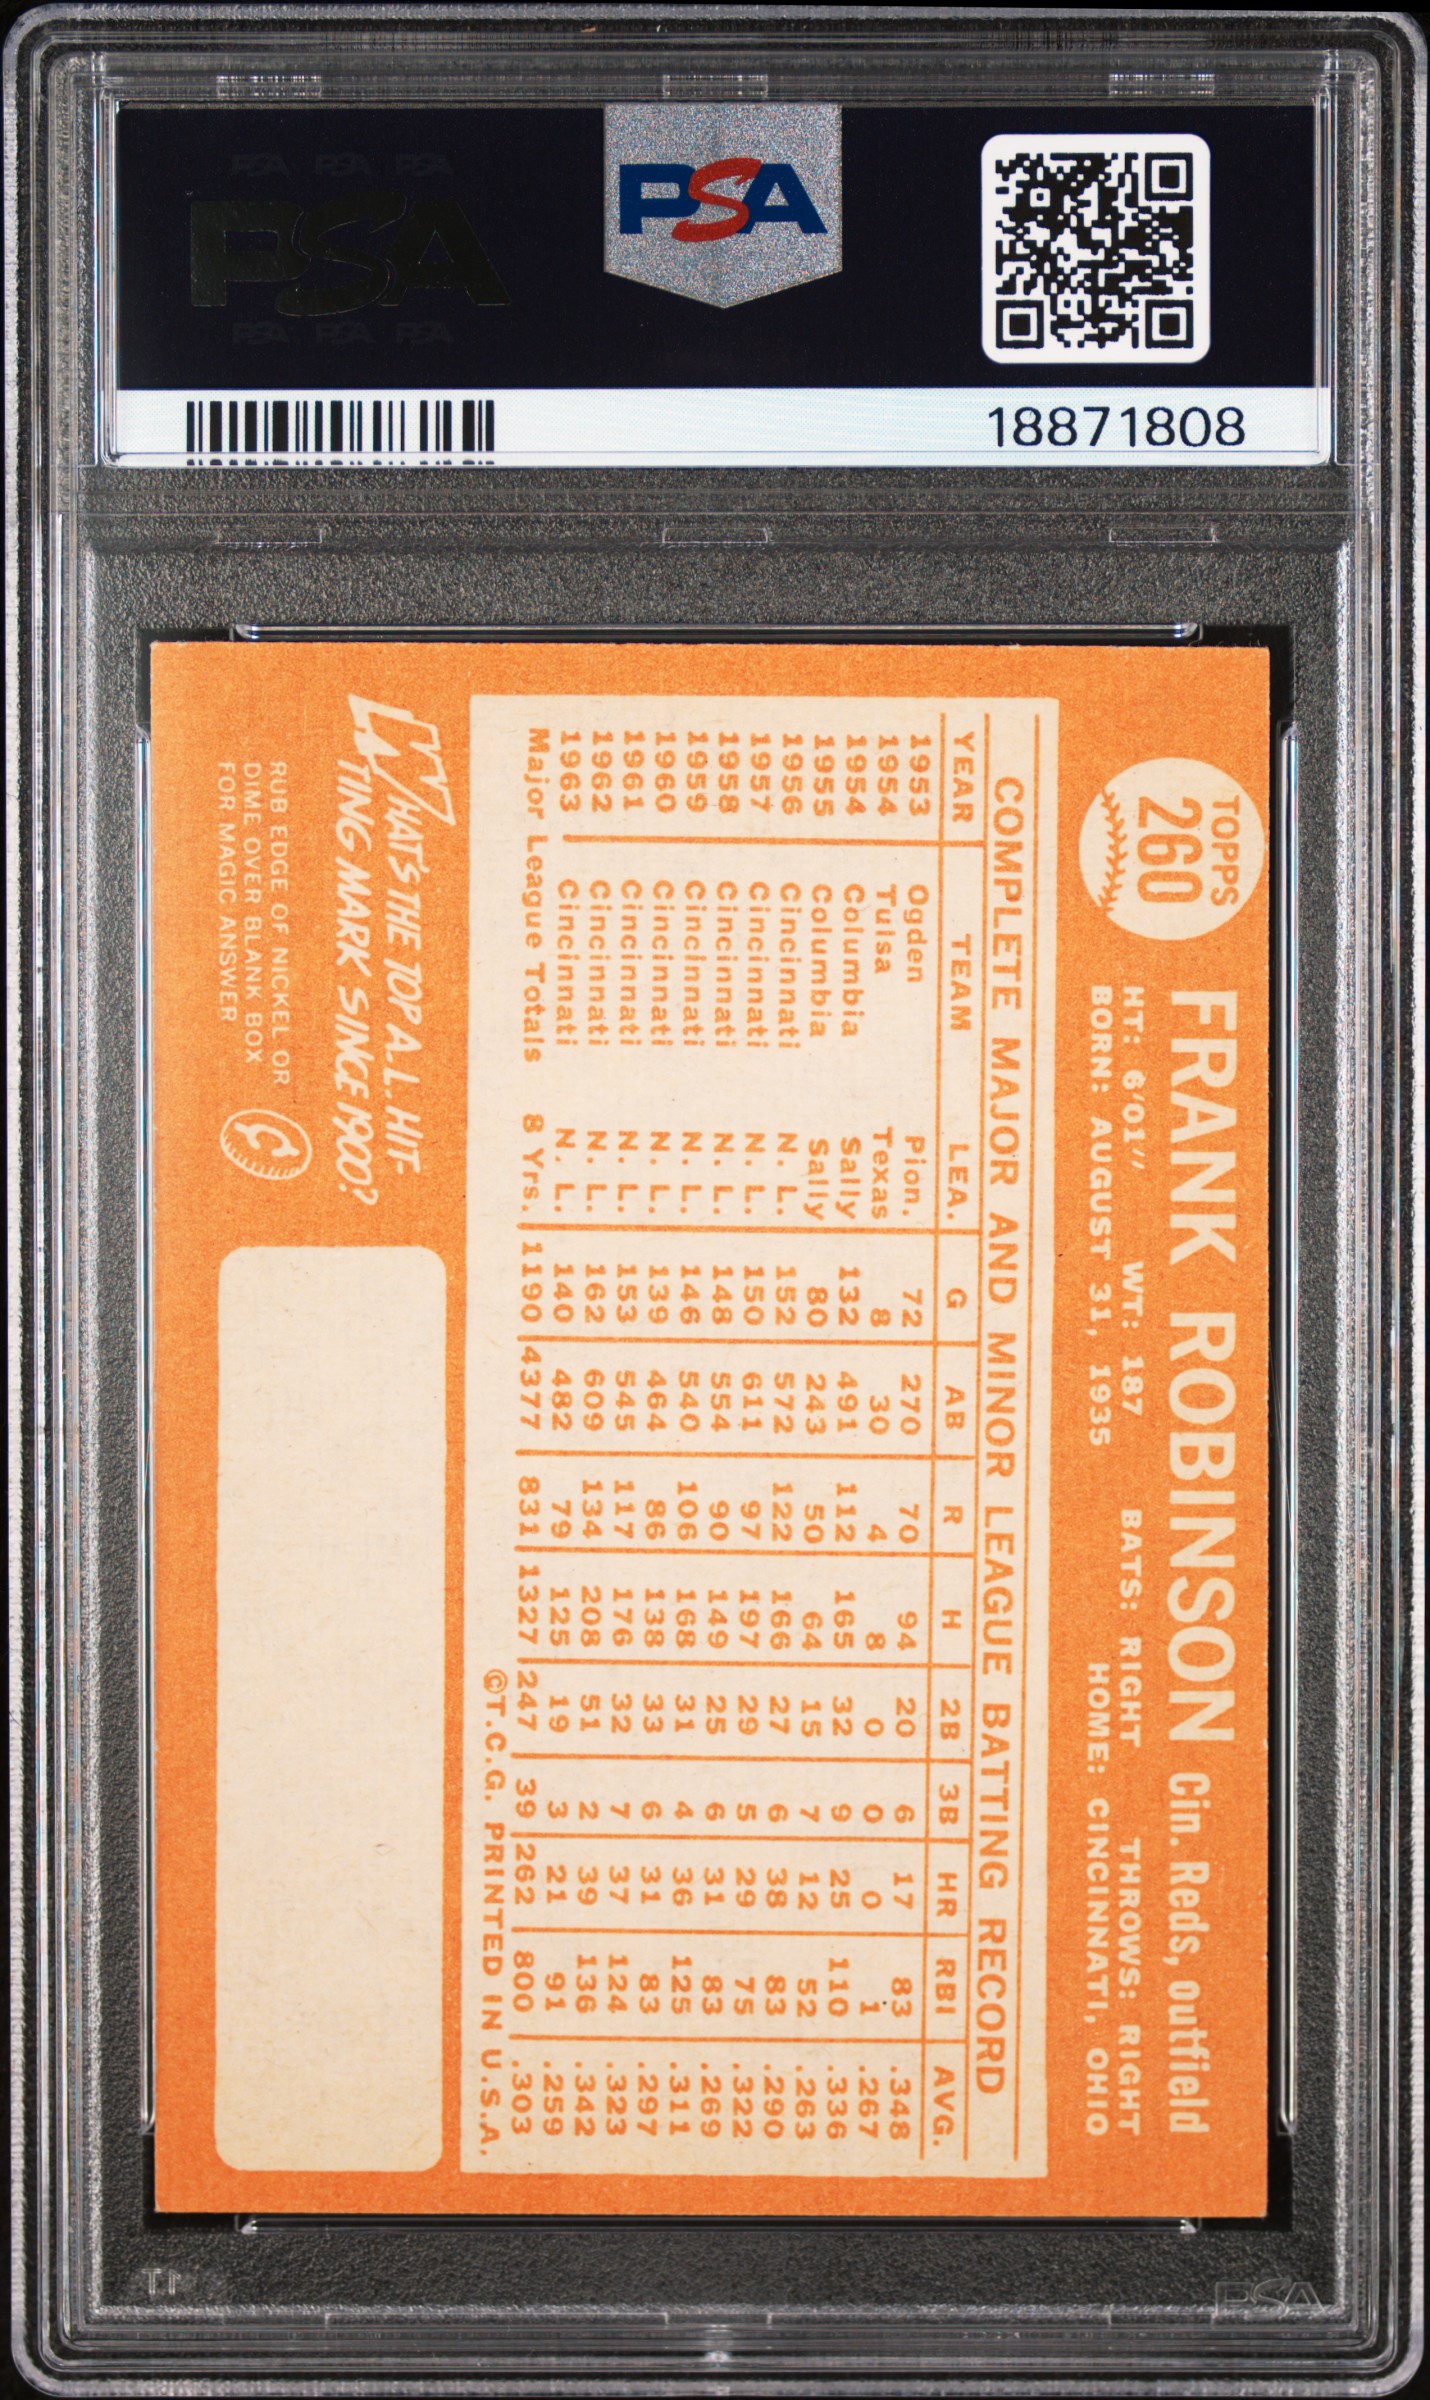 PSA PSA PSA
PSA
PSA PSA PSA
PSA
18871808
TOPPS
260
FRANK ROBINSON Cin. Reds, outfield
HT: 6'01" WT: 187 BATS: RIGHT THROWS: RIGHT
BORN: AUGUST 31, 1935 HOME: CINCINNATI, OHIO
COMPLETE MAJOR AND MINOR LEAGUE BATTING RECORD
YEAR TEAM LEA. G AB R H 2B 3B HR RBI AVG.
1953 Ogden Pion. 72 270 70 94 20 6 17 83 .348
1954 Tulsa Texas 8 30 4 8 0 0 0 1 .267
1954 Columbia Sally 132 491 112 165 32 9 25 110 .336
1955 Columbia Sally 80 243 50 64 15 7 12 52 .263
1956 Cincinnati N. L. 152 572 122 166 27 6 38 83 .290
1957 Cincinnati N. L. 150 611 97 197 29 5 29 75 .322
1958 Cincinnati N. L. 148 554 90 149 25 6 31 83 .269
1959 Cincinnati N. L. 146 540 106 168 31 4 36 125 .311
1960 Cincinnati N. L. 139 464 86 138 33 6 31 83 .297
1961 Cincinnati N. L. 153 545 117 176 32 7 37 124 .323
1962 Cincinnati N. L. 162 609 134 208 51 2 39 136 .342
1963 Cincinnati N. L. 140 482 79 125 19 3 21 91 .259
Major League Totals 8 Yrs. 1190 4377 831 1327 247 39 262 800 .303
©T.C.G. PRINTED IN U.S.A.
WHAT'S THE TOP A.L. HIT-
TING MARK SINCE 1900?
RUB EDGE OF NICKEL OR
DIME OVER BLANK BOX
FOR MAGIC ANSWER
PSA